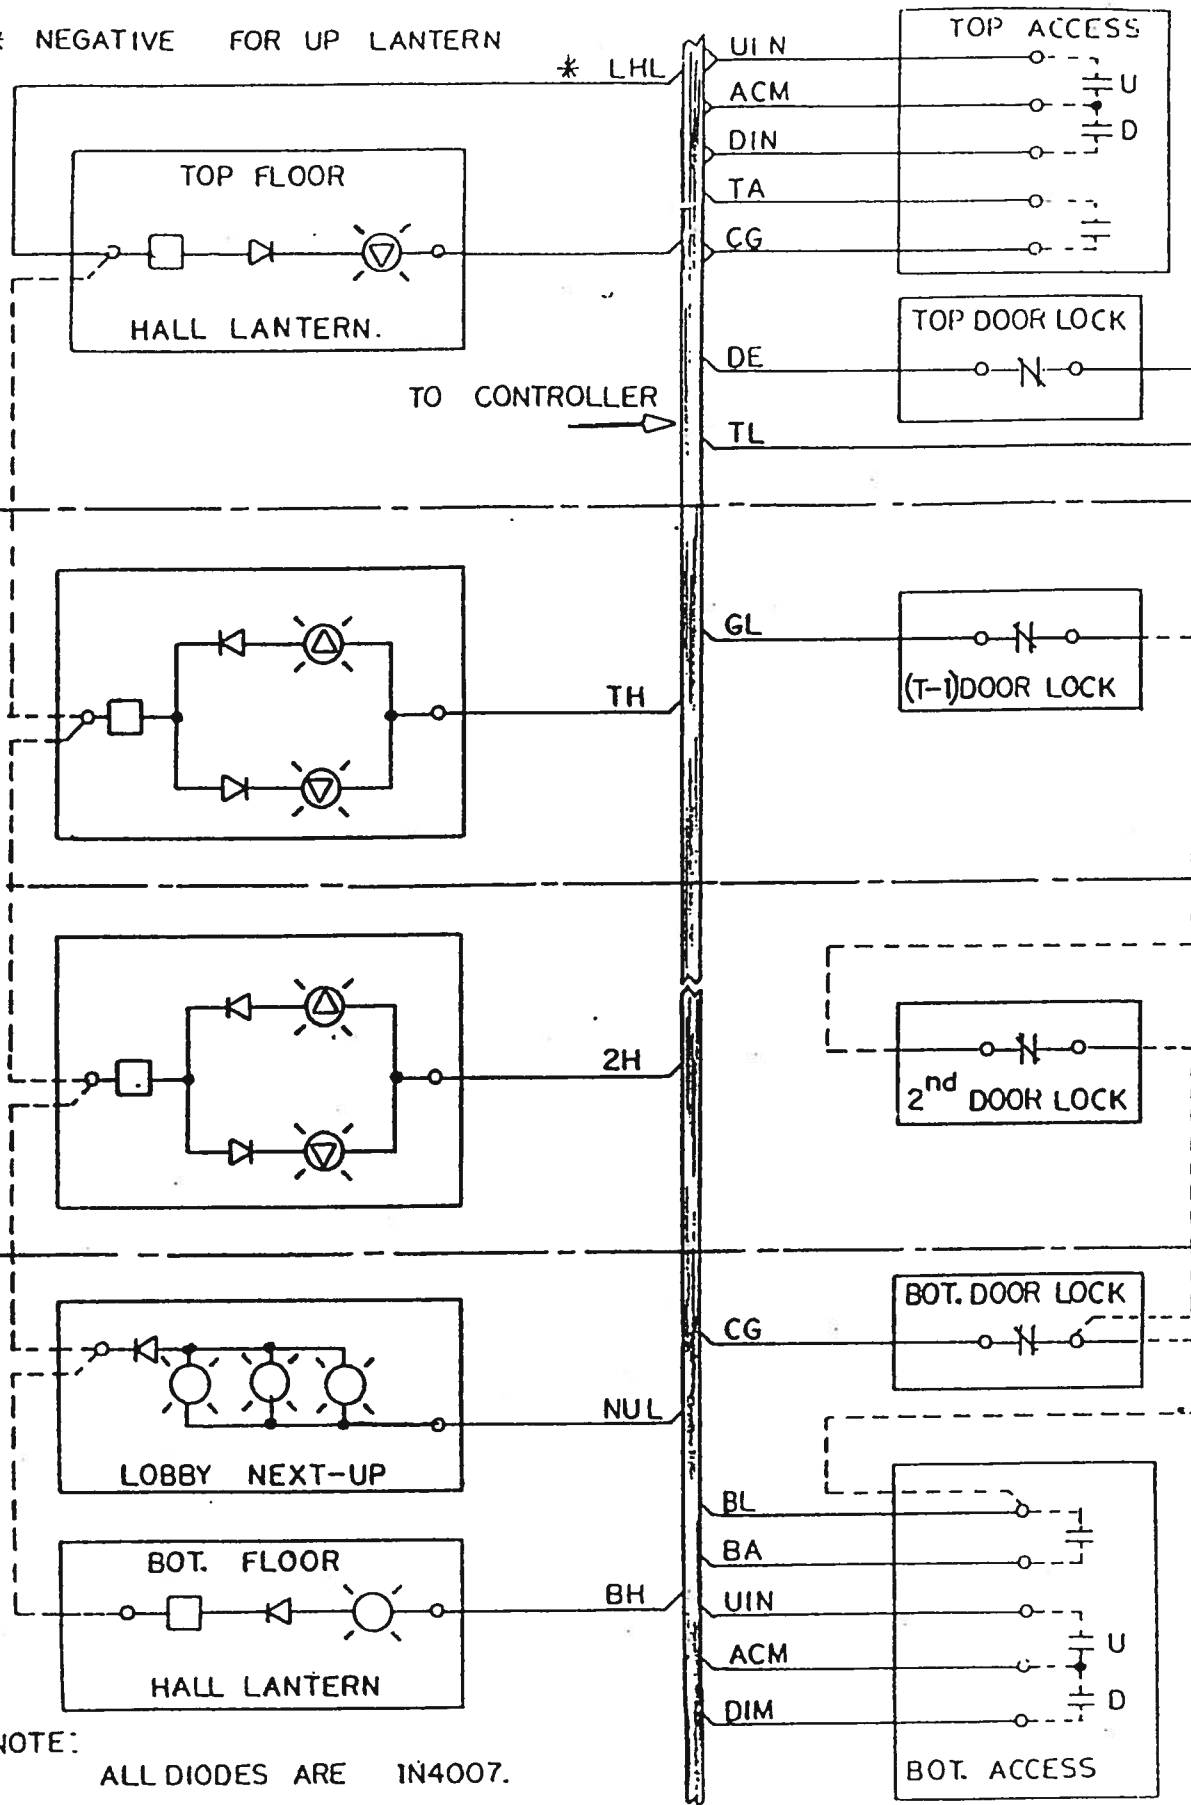 * NEGATIVE FOR UP LANTERN
* LHL
TOP FLOOR
HALL LANTERN.
TO CONTROLLER
TH
2H
LOBBY NEXT-UP
NUL
BOT. FLOOR
HALL LANTERN
BH
NOTE:
ALL DIODES ARE 1N4007.
UIN
ACM
DIN
TA
CG
TOP ACCESS
U
D
DE
TOP DOOR LOCK
TL
GL
(T-1)DOOR LOCK
2nd DOOR LOCK
CG
BOT. DOOR LOCK
BL
BA
UIN
ACM
DIM
U
D
BOT. ACCESS